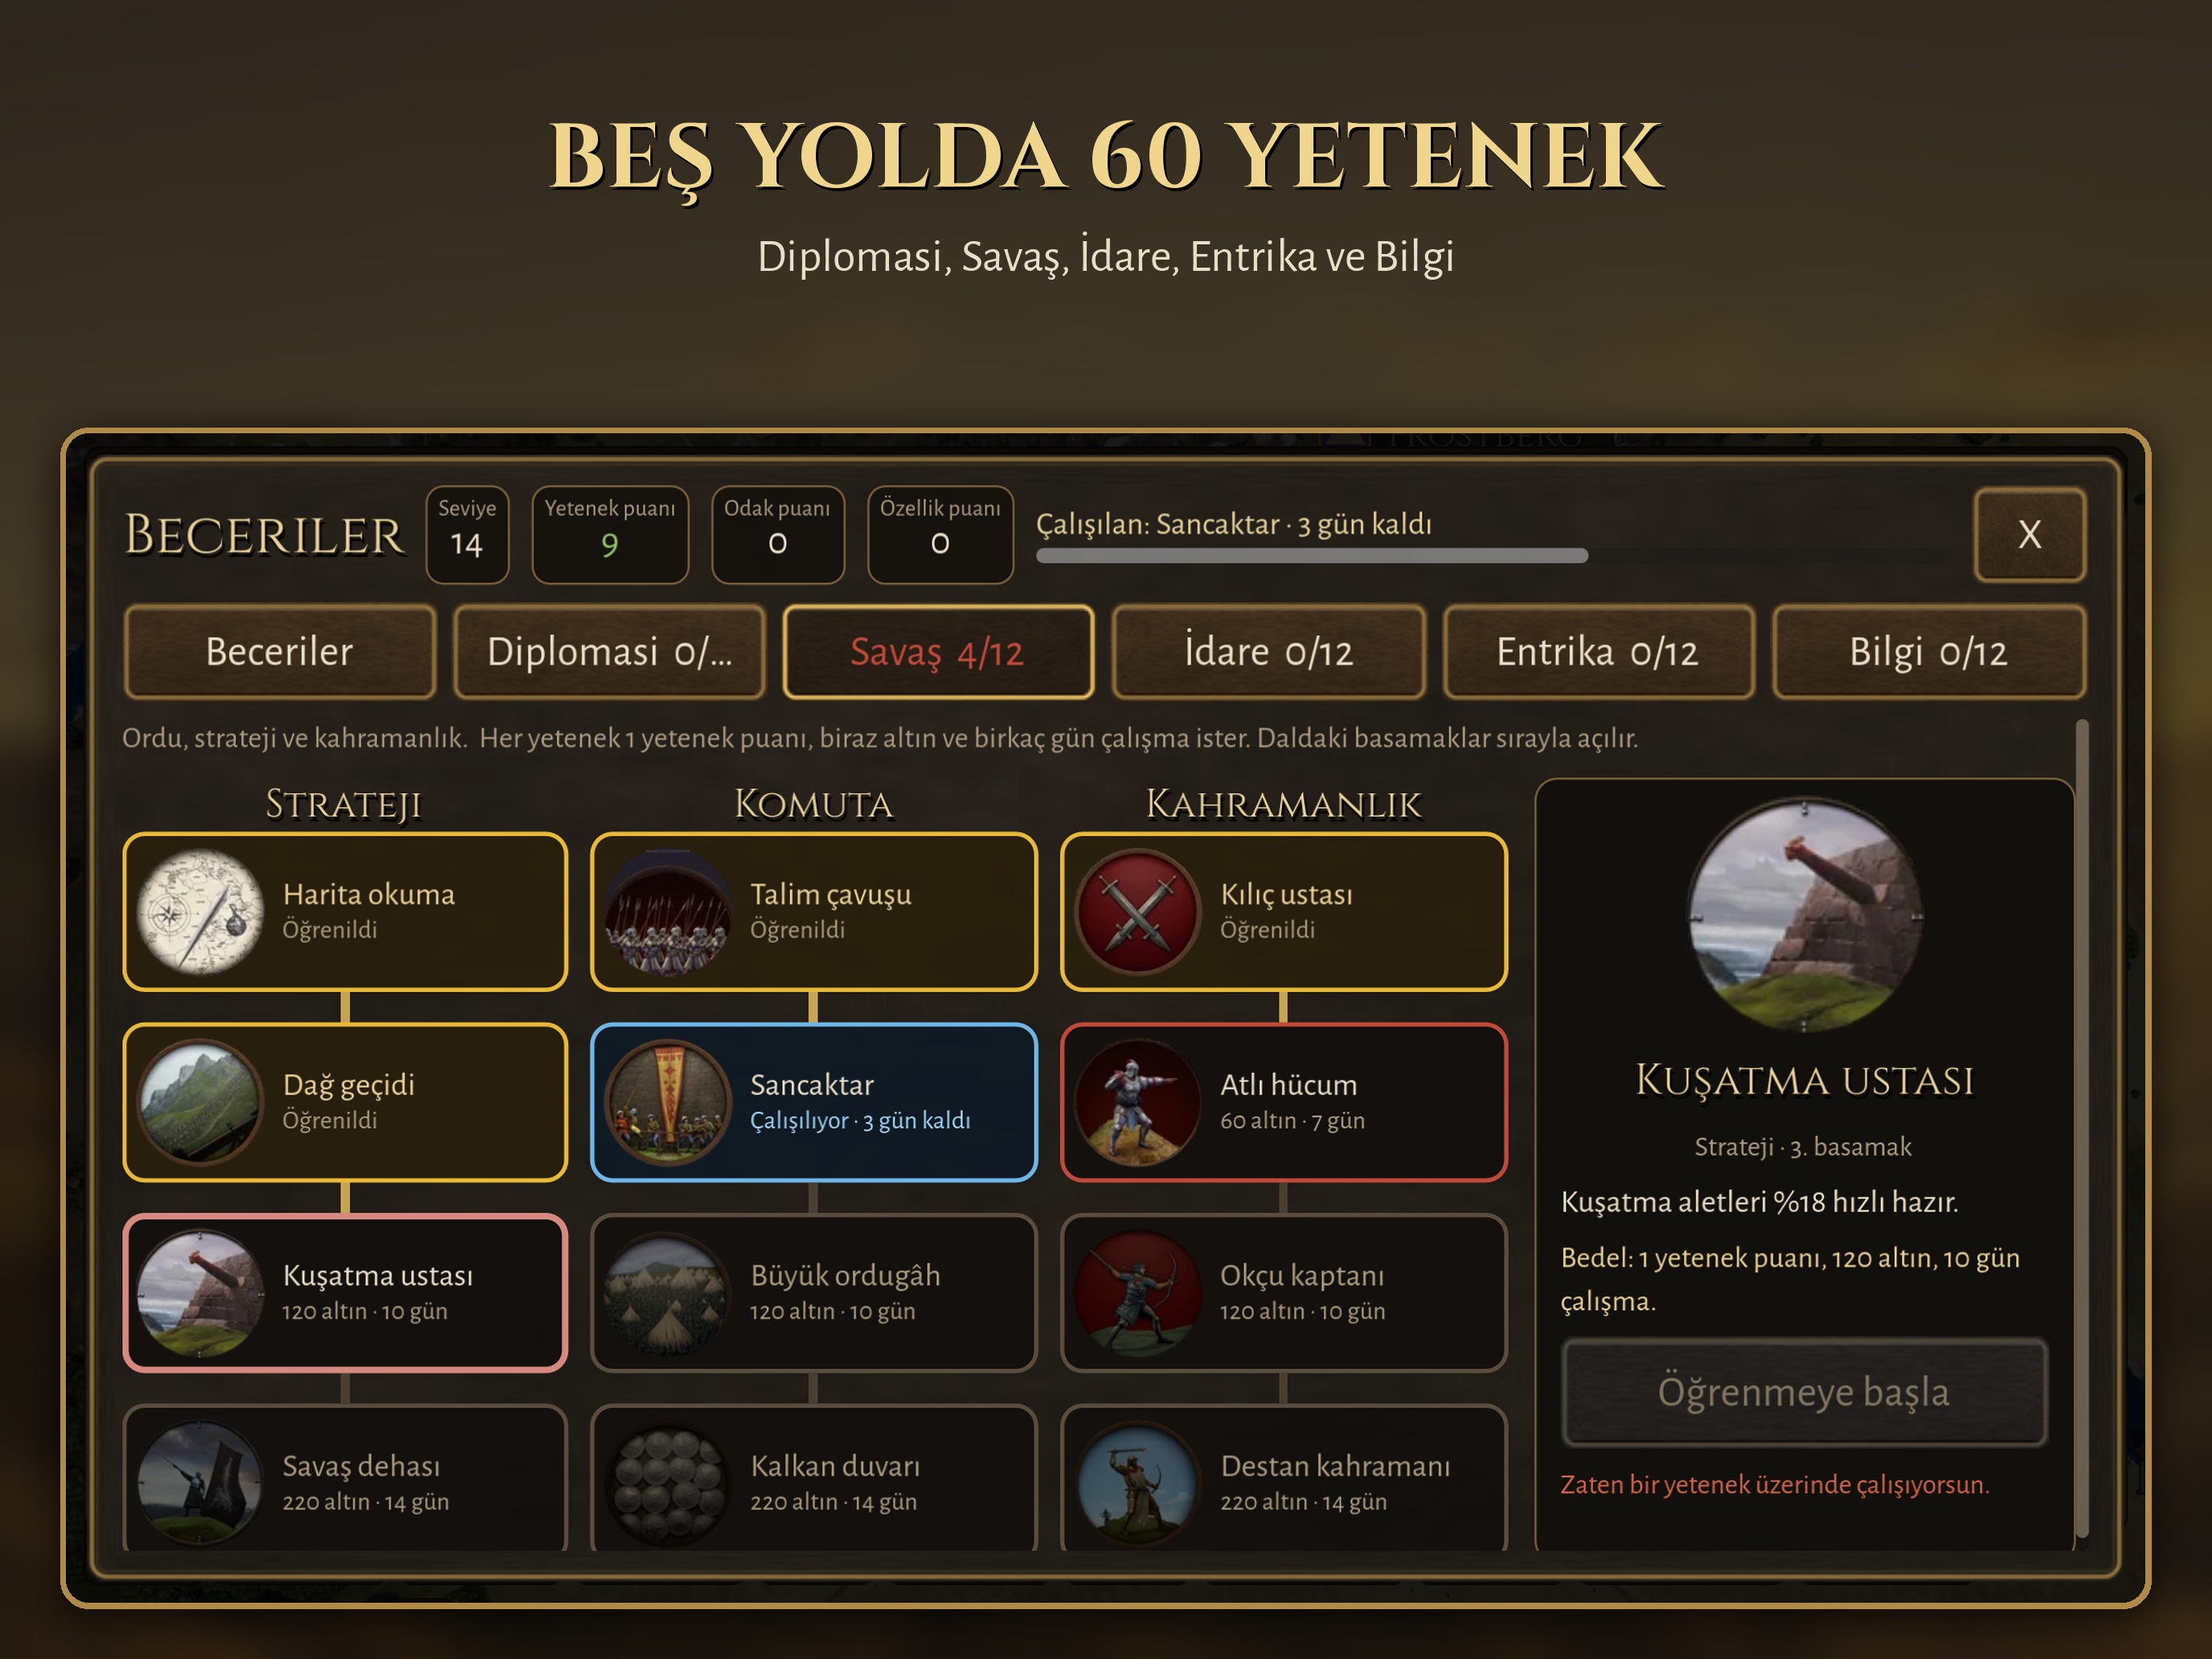 BEŞ YOLDA 60 YETENEK
Diplomasi, Savaş, İdare, Entrika ve Bilgi
BECERİLER
Seviye
14
Yetenek puanı
9
Odak puanı
0
Özellik puanı
0
Çalışılan: Sancaktar · 3 gün kaldı
X
Beceriler
Diplomasi 0/...
Savaş 4/12
İdare 0/12
Entrika 0/12
Bilgi 0/12
Ordu, strateji ve kahramanlık. Her yetenek 1 yetenek puanı, biraz altın ve birkaç gün çalışma ister. Daldaki basamaklar sırayla açılır.
STRATEJI
Harita okuma
Öğrenildi
Dağ geçidi
Öğrenildi
Kuşatma ustası
120 altın · 10 gün
Savaş dehası
220 altın · 14 gün
KOMUTA
Talim çavuşu
Öğrenildi
Sancaktar
Çalışılıyor · 3 gün kaldı
Büyük ordugâh
120 altın · 10 gün
Kalkan duvarı
220 altın · 14 gün
KAHRAMANLIK
Kılıç ustası
Öğrenildi
Atlı hücum
60 altın · 7 gün
Okçu kaptanı
120 altın · 10 gün
Destan kahramanı
220 altın · 14 gün
KUŞATMA USTASI
Strateji · 3. basamak
Kuşatma aletleri %18 hızlı hazır.
Bedel: 1 yetenek puanı, 120 altın, 10 gün
çalışma.
Öğrenmeye başla
Zaten bir yetenek üzerinde çalışıyorsun.